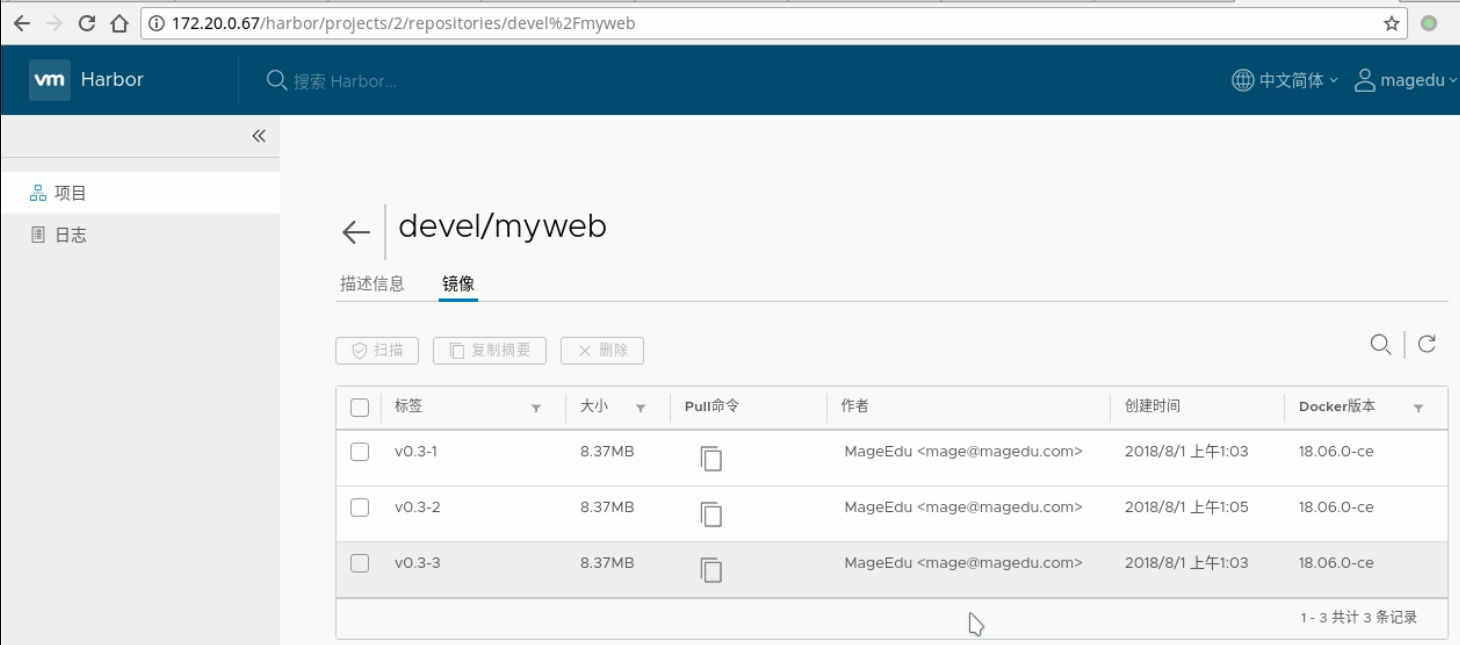 172.20.0.67/harbor/projects/2/repositories/devel%2Fmyweb
vm Harbor 搜索 Harbor... 中文简体 magedu
项目
日志
devel/myweb
描述信息 镜像
扫描 复制摘要 删除
标签 大小 Pull命令 作者 创建时间 Docker版本
v0.3-1 8.37MB MageEdu <mage@magedu.com> 2018/8/1 上午1:03 18.06.0-ce
v0.3-2 8.37MB MageEdu <mage@magedu.com> 2018/8/1 上午1:05 18.06.0-ce
v0.3-3 8.37MB MageEdu <mage@magedu.com> 2018/8/1 上午1:03 18.06.0-ce
1 - 3 共计 3 条记录